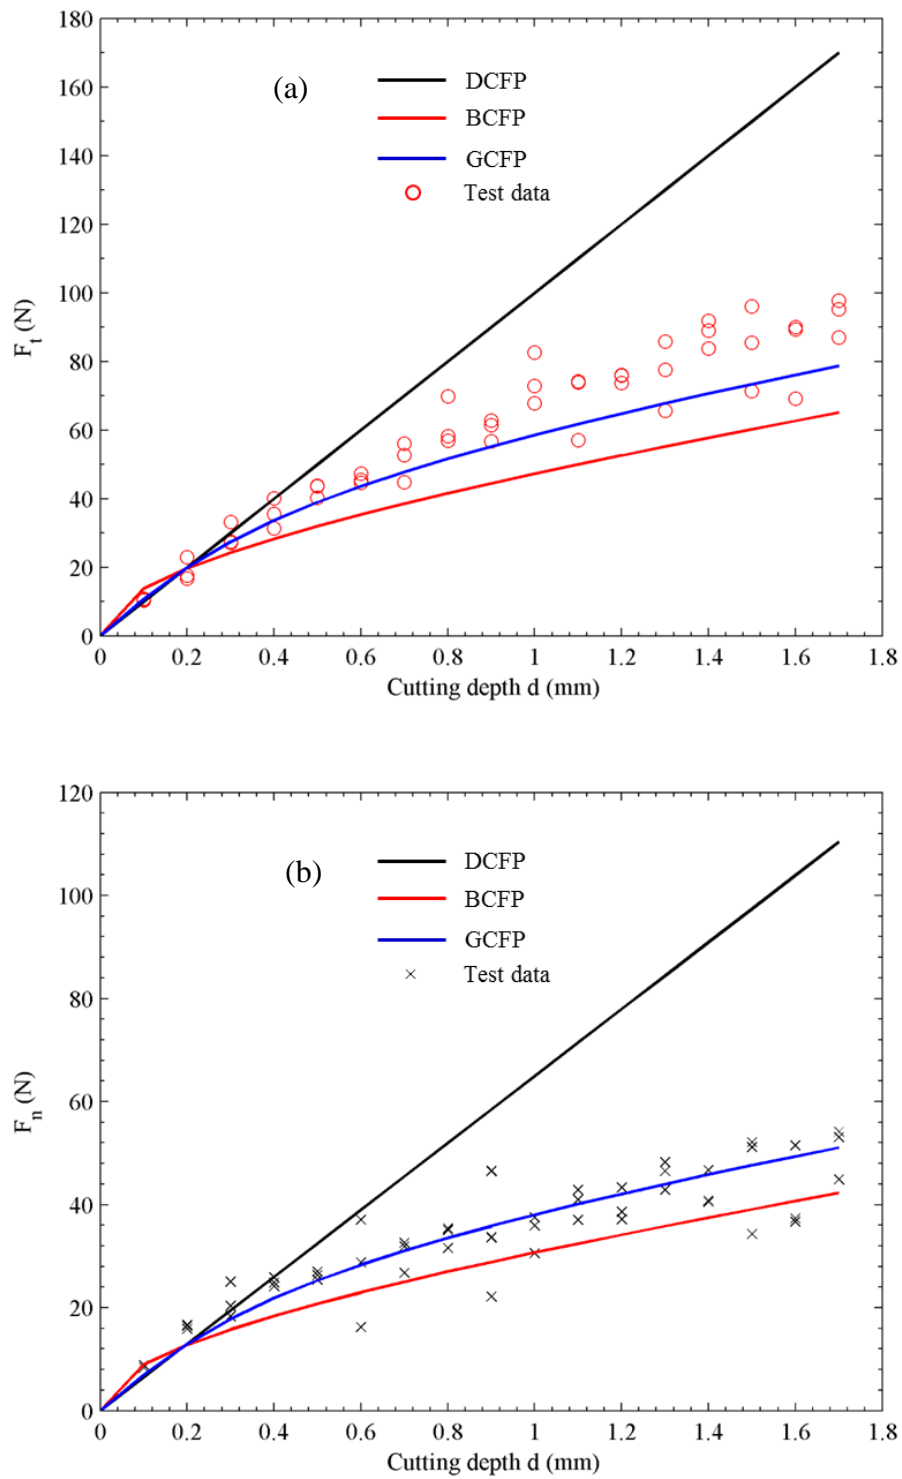 180
160
140
120
100
80
60
40
20
0
F_t (N)
(a)
DCFP
BCFP
GCFP
Test data
0 0.2 0.4 0.6 0.8 1 1.2 1.4 1.6 1.8
Cutting depth d (mm)
120
100
80
60
40
20
0
F_n (N)
(b)
DCFP
BCFP
GCFP
Test data
0 0.2 0.4 0.6 0.8 1 1.2 1.4 1.6 1.8
Cutting depth d (mm)